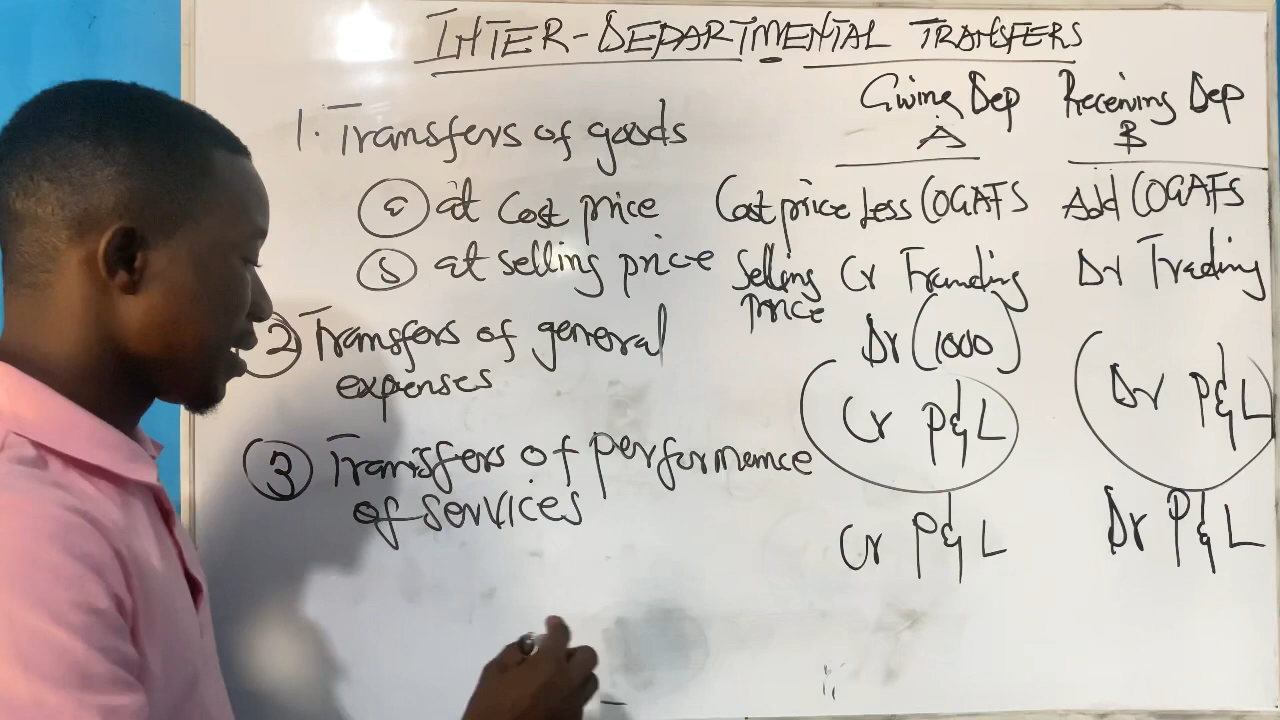 INTER-DEPARTMENTAL TRANSFERS
Giving Dep Receiving Dep
A B
1. Transfers of goods
(a) at Cost price Cost price Less COGAFS Add COGAFS
(b) at selling price Selling price Cr Tranding Dr Trading
(2) Transfers of general expenses
Dr (1000)
Cr P&L Dr P&L
(3) Transfers of performance of services
Cr P&L Dr P&L